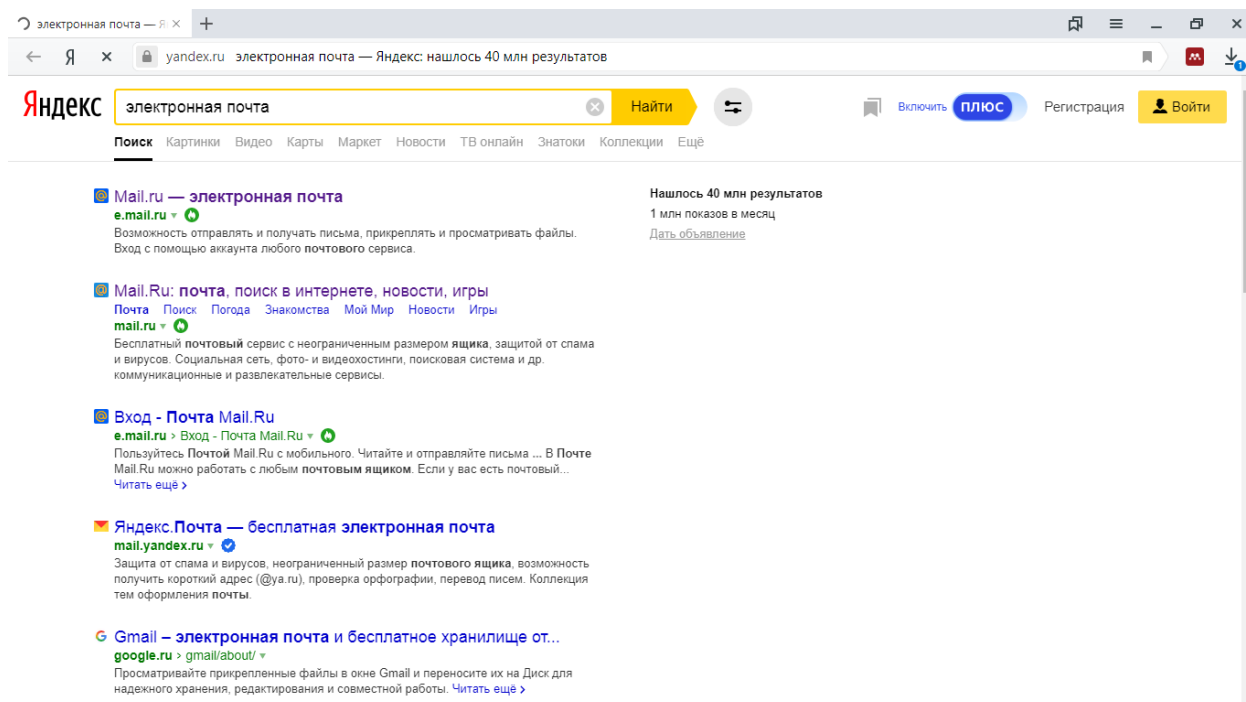 электронная почта — Я
yandex.ru электронная почта — Яндекс: нашлось 40 млн результатов
1
Яндекс электронная почта Найти Включить ПЛЮС Регистрация Войти
Поиск Картинки Видео Карты Маркет Новости ТВ онлайн Знатоки Коллекции Ещё
Mail.ru — электронная почта
e.mail.ru
Возможность отправлять и получать письма, прикреплять и просматривать файлы.
Вход с помощью аккаунта любого почтового сервиса.
Нашлось 40 млн результатов
1 млн показов в месяц
Дать объявление
Mail.Ru: почта, поиск в интернете, новости, игры
Почта Поиск Погода Знакомства Мой Мир Новости Игры
mail.ru
Бесплатный почтовый сервис с неограниченным размером ящика, защитой от спама
и вирусов. Социальная сеть, фото- и видеохостинги, поисковая система и др.
коммуникационные и развлекательные сервисы.
Вход - Почта Mail.Ru
e.mail.ru › Вход - Почта Mail.Ru
Пользуйтесь Почтой Mail.Ru с мобильного. Читайте и отправляйте письма ... В Почте
Mail.Ru можно работать с любым почтовым ящиком. Если у вас есть почтовый...
Читать ещё ›
Яндекс.Почта — бесплатная электронная почта
mail.yandex.ru
Защита от спама и вирусов, неограниченный размер почтового ящика, возможность
получить короткий адрес (@ya.ru), проверка орфографии, перевод писем. Коллекция
тем оформления почты.
Gmail – электронная почта и бесплатное хранилище от...
google.ru › gmail/about/
Просматривайте прикрепленные файлы в окне Gmail и переносите их на Диск для
надежного хранения, редактирования и совместной работы. Читать ещё ›